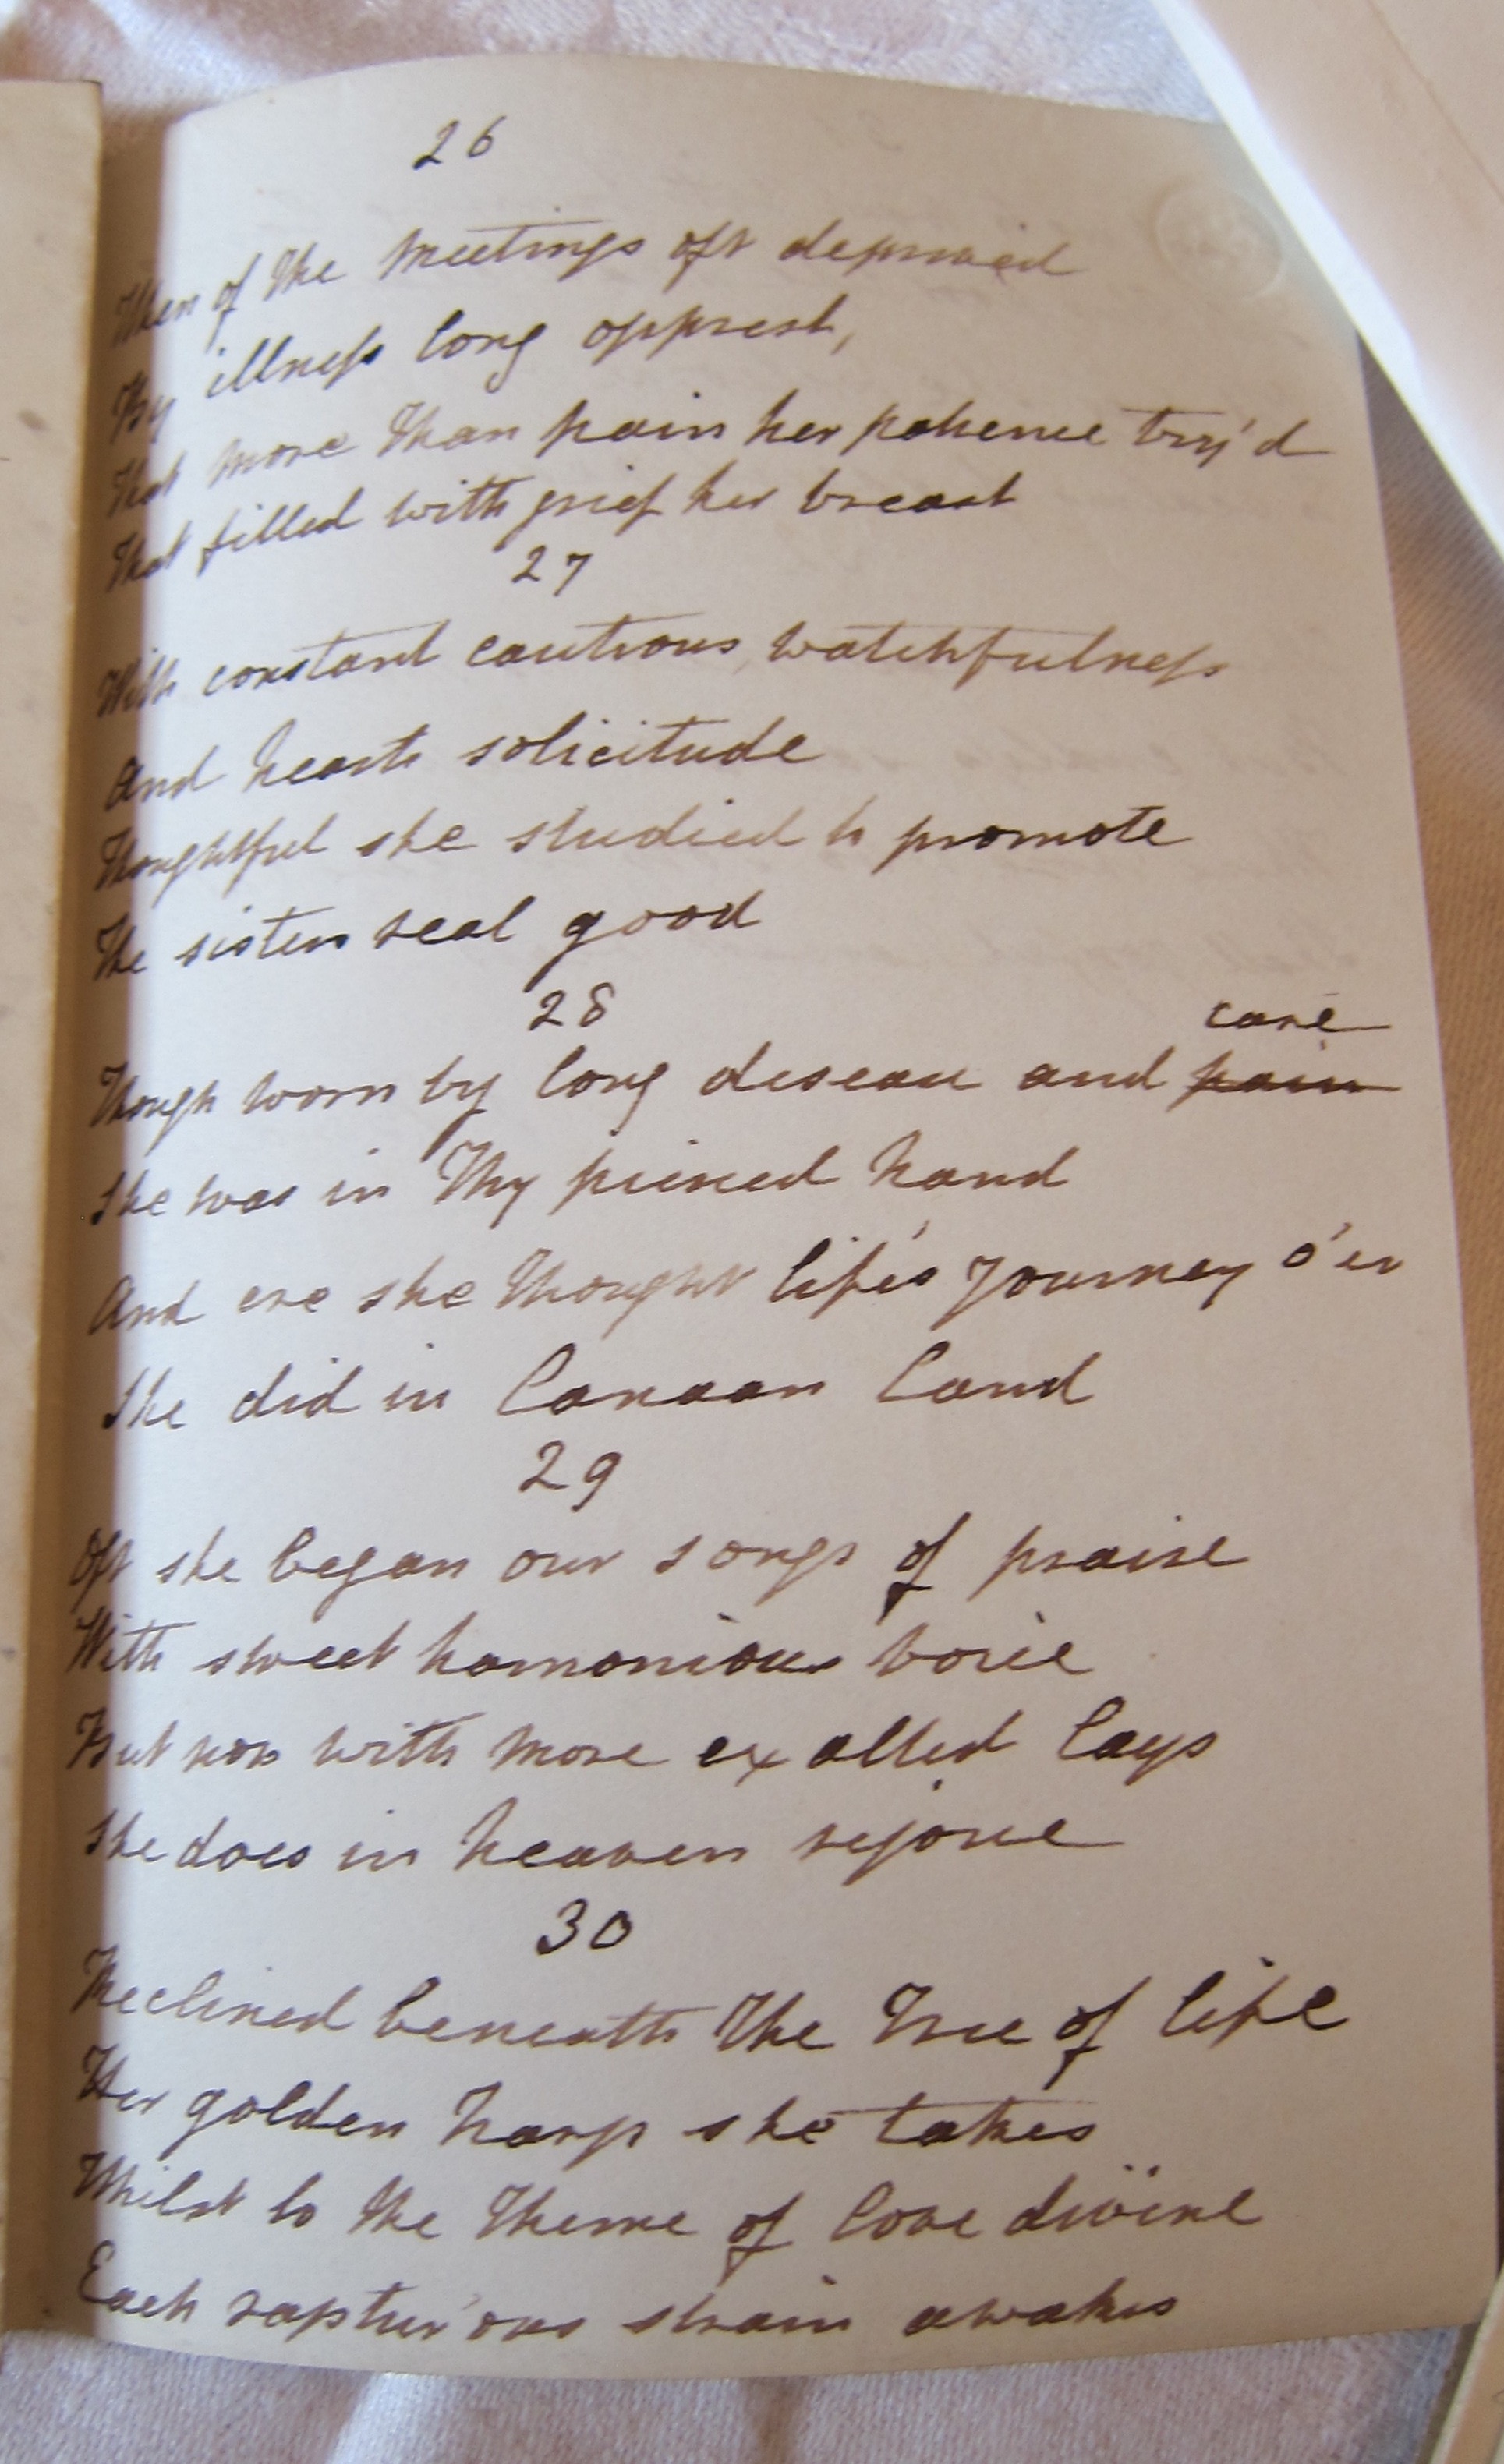 26
When of the meetings oft deprived
By illness long opprest,
That more than pain her patience try'd
That filled with grief her breast
27
With constant cautious watchfulness
And hearts solicitude
Thoughtful she studied to promote
The sisters real good
28
care
Though worn by long desease and pain
She was in Thy pierced hand
And ere she thought life's Journey o'er
She did in Canaan land
29
Oft she began our songs of praise
With sweet harmonious voice
But now with more exalted lays
She does in heaven rejoice
30
Reclined beneath the Tree of life
Her golden harp she takes
Whilst to the theme of love divine
Each raptur'ous strain awakes